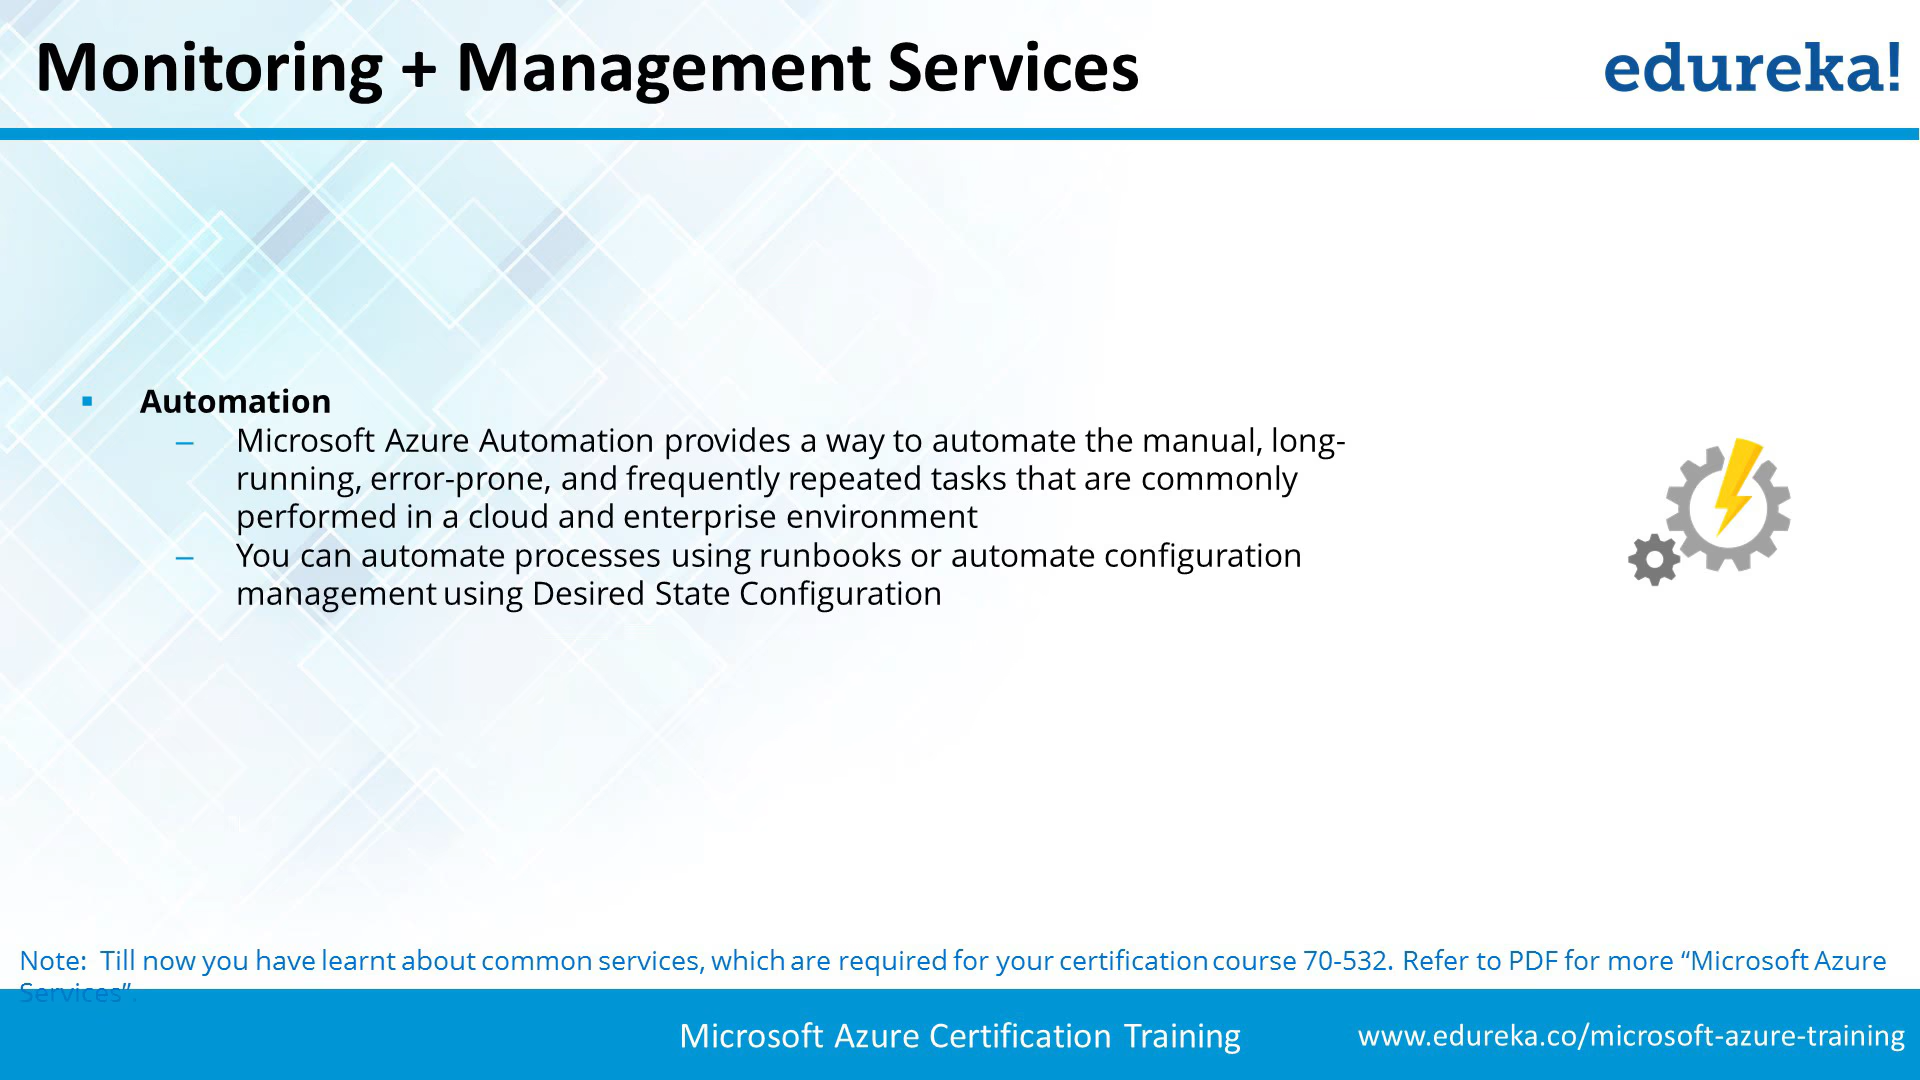 Monitoring + Management Services
edureka!
▪ Automation
– Microsoft Azure Automation provides a way to automate the manual, long-
running, error-prone, and frequently repeated tasks that are commonly
performed in a cloud and enterprise environment
– You can automate processes using runbooks or automate configuration
management using Desired State Configuration
Note: Till now you have learnt about common services, which are required for your certification course 70-532. Refer to PDF for more “Microsoft Azure
Services”.
Microsoft Azure Certification Training
www.edureka.co/microsoft-azure-training